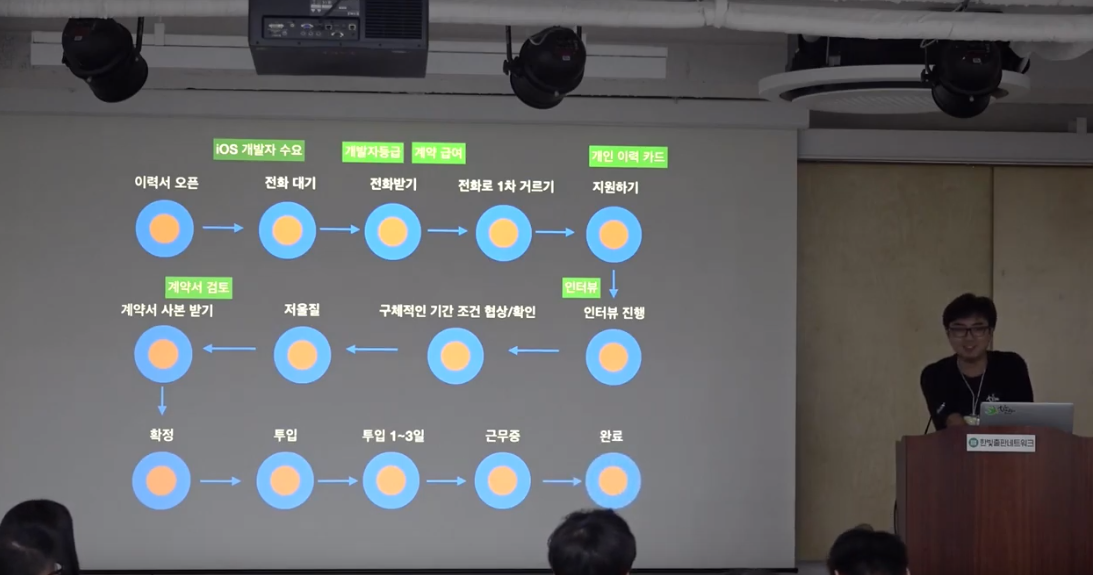 iOS 개발자 수요
개발자등급
계약 급여
개인 이력 카드
이력서 오픈
전화 대기
전화받기
전화로 1차 거르기
지원하기
계약서 검토
인터뷰
계약서 사본 받기
저울질
구체적인 기간 조건 협상/확인
인터뷰 진행
확정
투입
투입 1~3일
근무중
완료
한빛출판네트워크